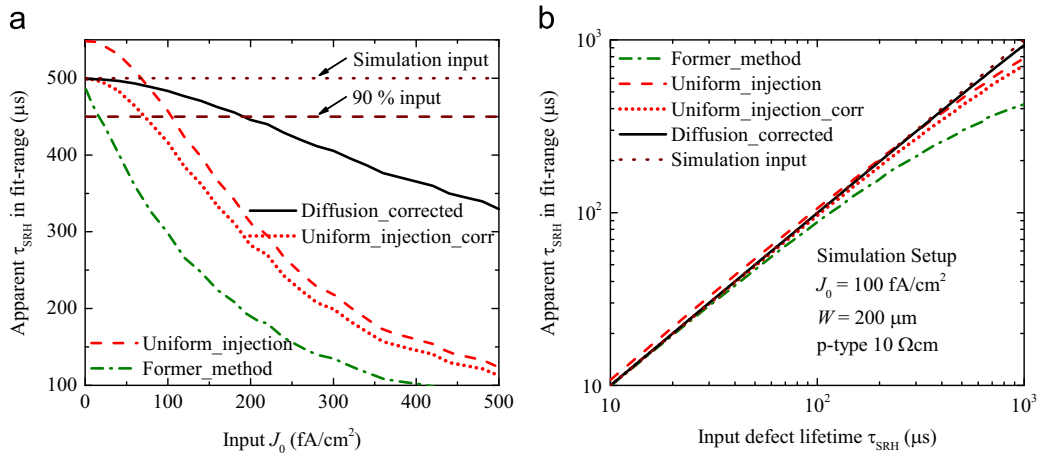 a
Apparent τSRH in fit-range (µs)
500
400
300
200
100
Simulation input
90 % input
Diffusion_corrected
Uniform_injection_corr
Uniform_injection
Former_method
0 100 200 300 400 500
Input J0 (fA/cm2)
b
Apparent τSRH in fit-range (µs)
10^3
10^2
10
Former_method
Uniform_injection
Uniform_injection_corr
Diffusion_corrected
Simulation input
Simulation Setup
J0 = 100 fA/cm2
W = 200 µm
p-type 10 Ωcm
10 10^2 10^3
Input defect lifetime τSRH (µs)